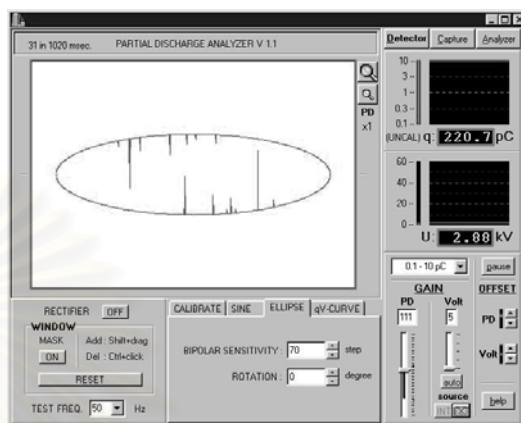 31 in 1020 msec. PARTIAL DISCHARGE ANALYZER V 1.1
PD
x1
RECTIFIER OFF
WINDOW
MASK Add : Shift+drag
ON Del : Ctrl+click
RESET
TEST FREQ. 50 Hz
CALIBRATE SINE ELLIPSE qV-CURVE
BIPOLAR SENSITIVITY : 70 step
ROTATION : 0 degree
Detector Capture Analyzer
10
3
1
0.3
0.1
(UNCAL) q: 220.7 pC
60
40
20
0
U: 2.88 kV
0.1 - 10 pC pause
GAIN OFFSET
PD Volt
111 5
PD
Volt
auto
source
INT DC
help